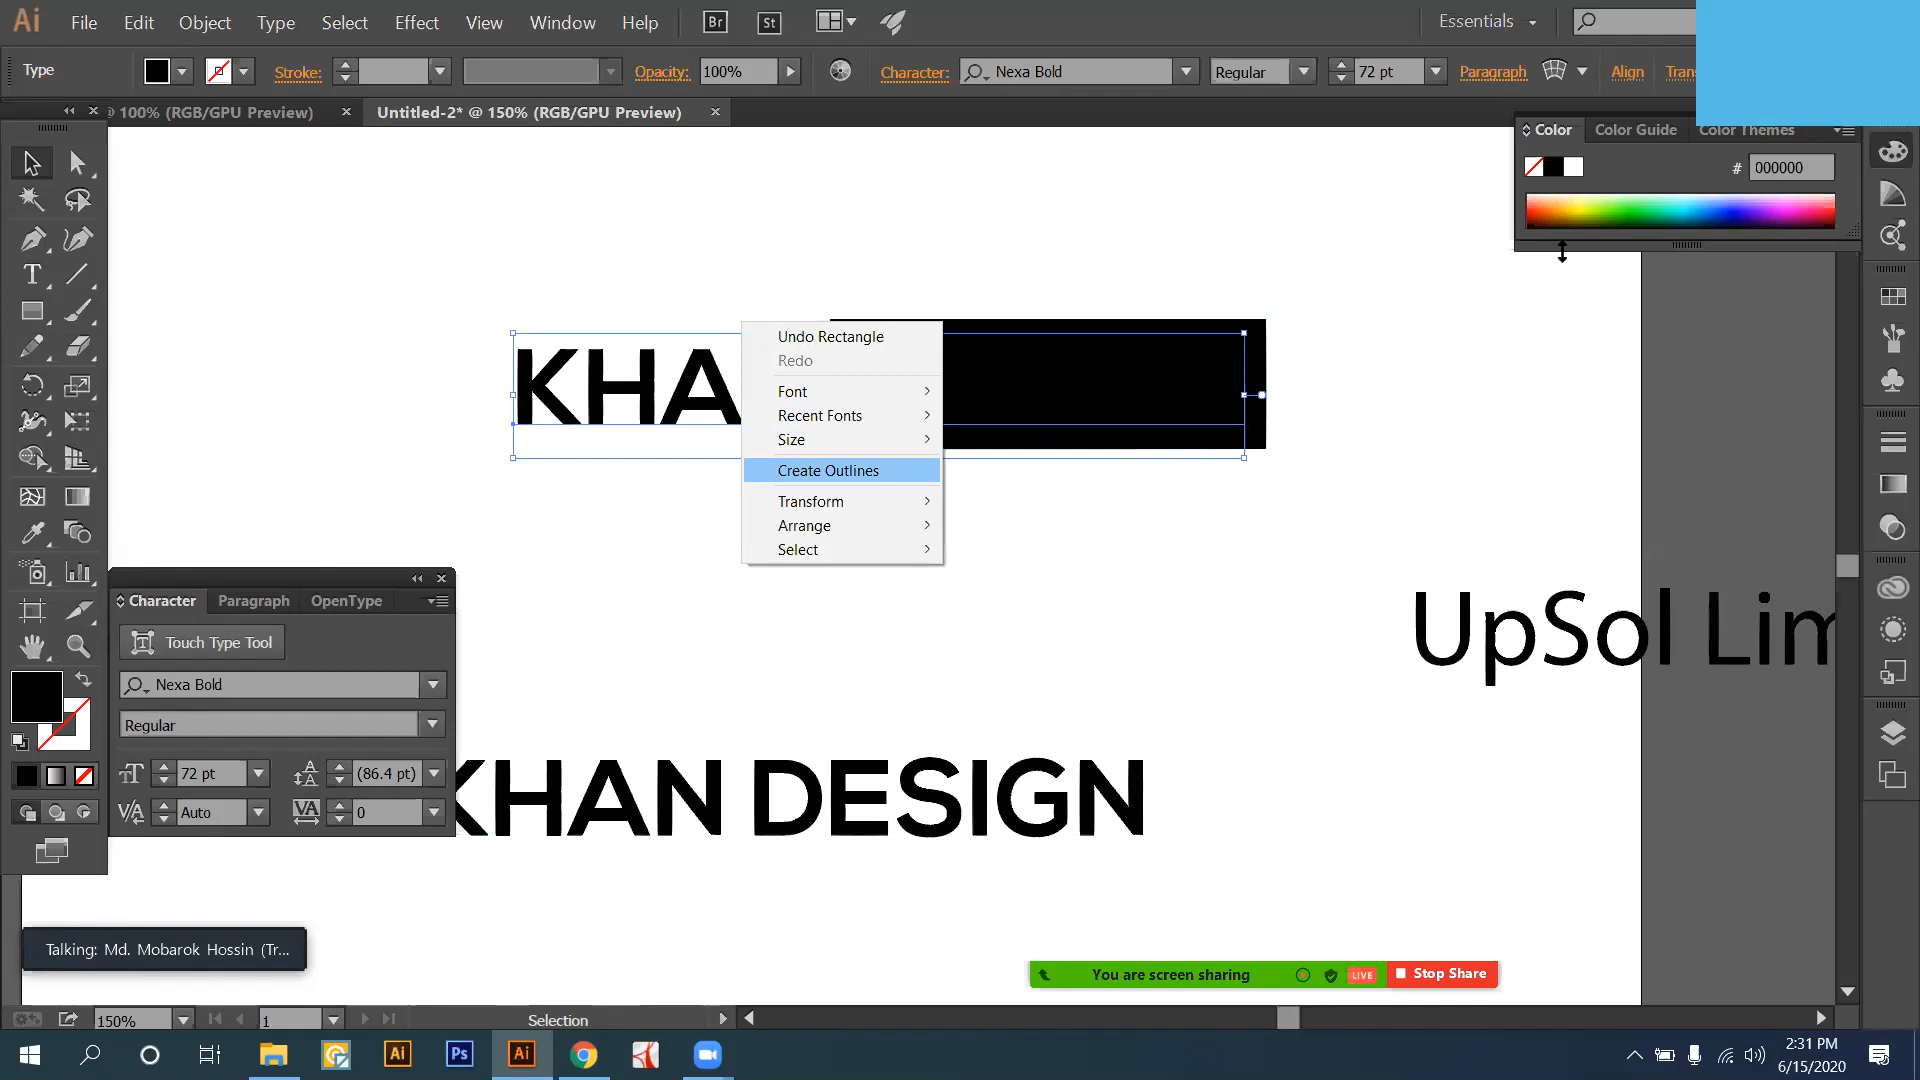 Ai File Edit Object Type Select Effect View Window Help Br St Essentials
Type Stroke: Opacity: 100% Character: Nexa Bold Regular 72 pt Paragraph Align Tran
@ 100% (RGB/GPU Preview) Untitled-2* @ 150% (RGB/GPU Preview)
Color Color Guide Color Themes
# 000000
KHA
Undo Rectangle
Redo
Font
Recent Fonts
Size
Create Outlines
Transform
Arrange
Select
UpSol Lim
Character Paragraph OpenType
Touch Type Tool
Nexa Bold
Regular
72 pt (86.4 pt)
Auto 0
KHAN DESIGN
Talking: Md. Mobarok Hossin (Tr...
You are screen sharing LIVE Stop Share
150% 1 Selection
Ai Ps Ai
2:31 PM
6/15/2020